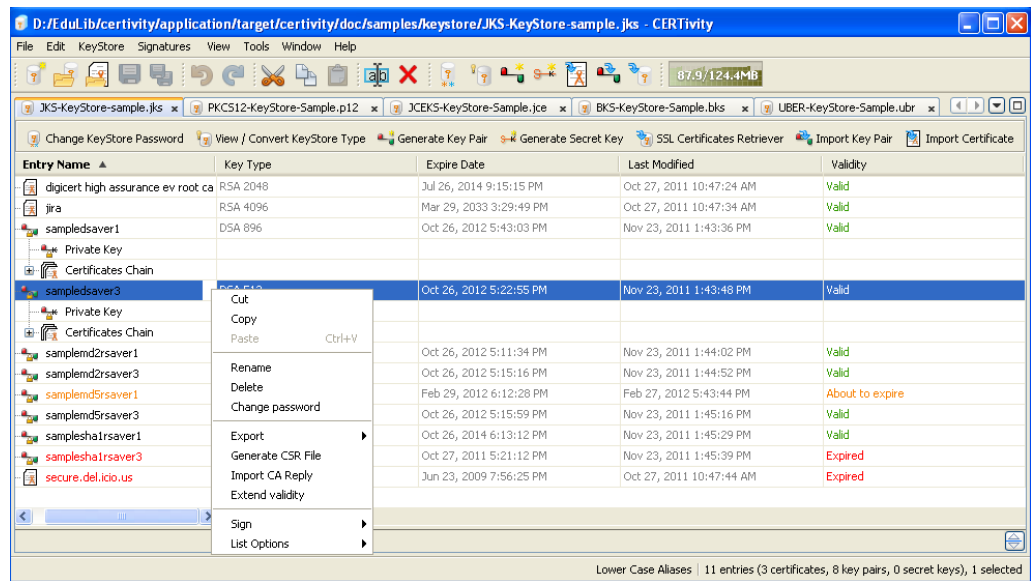 D:/EduLib/certivity/application/target/certivity/doc/samples/keystore/JKS-KeyStore-sample.jks - CERTivity
File Edit KeyStore Signatures View Tools Window Help
87.9/124.4MB
JKS-KeyStore-sample.jks x PKCS12-KeyStore-Sample.p12 x JCEKS-KeyStore-Sample.jce x BKS-KeyStore-Sample.bks x UBER-KeyStore-Sample.ubr x
Change KeyStore Password View / Convert KeyStore Type Generate Key Pair Generate Secret Key SSL Certificates Retriever Import Key Pair Import Certificate
Entry Name Key Type Expire Date Last Modified Validity
digicert high assurance ev root ca RSA 2048 Jul 26, 2014 9:15:15 PM Oct 27, 2011 10:47:24 AM Valid
jira RSA 4096 Mar 29, 2033 3:29:49 PM Oct 27, 2011 10:47:34 AM Valid
sampledsaver1 DSA 896 Oct 26, 2012 5:43:03 PM Nov 23, 2011 1:43:36 PM Valid
Private Key
Certificates Chain
sampledsaver3 DSA 512 Oct 26, 2012 5:22:55 PM Nov 23, 2011 1:43:48 PM Valid
Private Key
Certificates Chain
samplemd2rsaver1 Oct 26, 2012 5:11:34 PM Nov 23, 2011 1:44:02 PM Valid
samplemd2rsaver3 Oct 26, 2012 5:15:16 PM Nov 23, 2011 1:44:52 PM Valid
samplemd5rsaver1 Feb 29, 2012 6:12:28 PM Feb 27, 2012 5:43:44 PM About to expire
samplemd5rsaver3 Oct 26, 2012 5:15:59 PM Nov 23, 2011 1:45:16 PM Valid
samplesha1rsaver1 Oct 26, 2014 6:13:12 PM Nov 23, 2011 1:45:29 PM Valid
samplesha1rsaver3 Oct 27, 2011 5:21:12 PM Nov 23, 2011 1:45:39 PM Expired
secure.del.icio.us Jun 23, 2009 7:56:25 PM Oct 27, 2011 10:47:44 AM Expired
Cut
Copy
Paste Ctrl+V
Rename
Delete
Change password
Export
Generate CSR File
Import CA Reply
Extend validity
Sign
List Options
Lower Case Aliases 11 entries (3 certificates, 8 key pairs, 0 secret keys), 1 selected